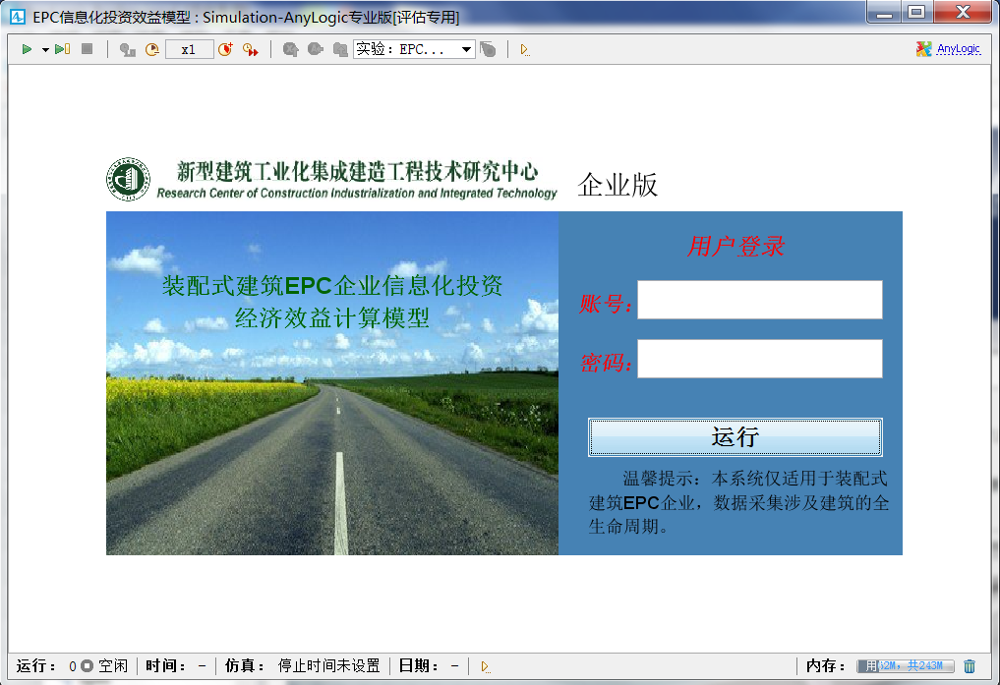 EPC信息化投资效益模型 : Simulation-AnyLogic专业版[评估专用]
x1
实验：EPC...
AnyLogic
新型建筑工业化集成建造工程技术研究中心
Research Center of Construction Industrialization and Integrated Technology
企业版
装配式建筑EPC企业信息化投资
经济效益计算模型
用户登录
账号：
密码：
运行
温馨提示：本系统仅适用于装配式
建筑EPC企业，数据采集涉及建筑的全
生命周期。
运行： 0 空闲 时间： － 仿真： 停止时间未设置 日期： － 内存： 用62M，共243M